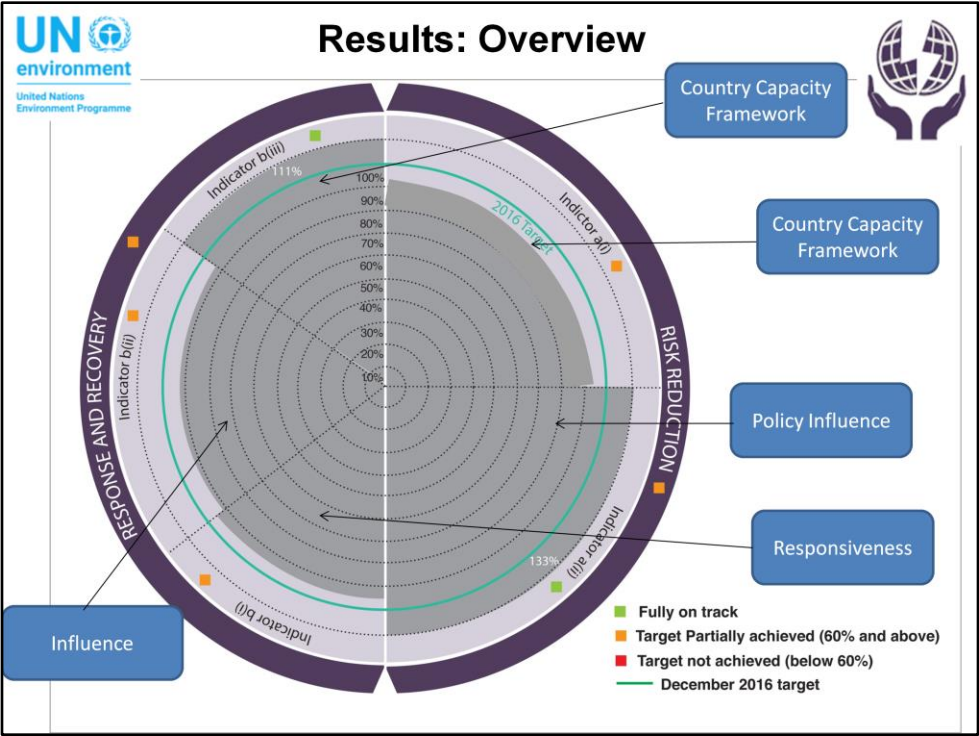 UN
environment
United Nations
Environment Programme
Results: Overview
Country Capacity
Framework
Country Capacity
Framework
Policy Influence
Responsiveness
Influence
RESPONSE AND RECOVERY
RISK REDUCTION
Indicator b(iii)
111%
Indictor a(i)
2016 Target
Indicator b(ii)
Indicator b(i)
Indicator a(ii)
133%
100%
90%
80%
70%
60%
50%
40%
30%
20%
10%
Fully on track
Target Partially achieved (60% and above)
Target not achieved (below 60%)
December 2016 target